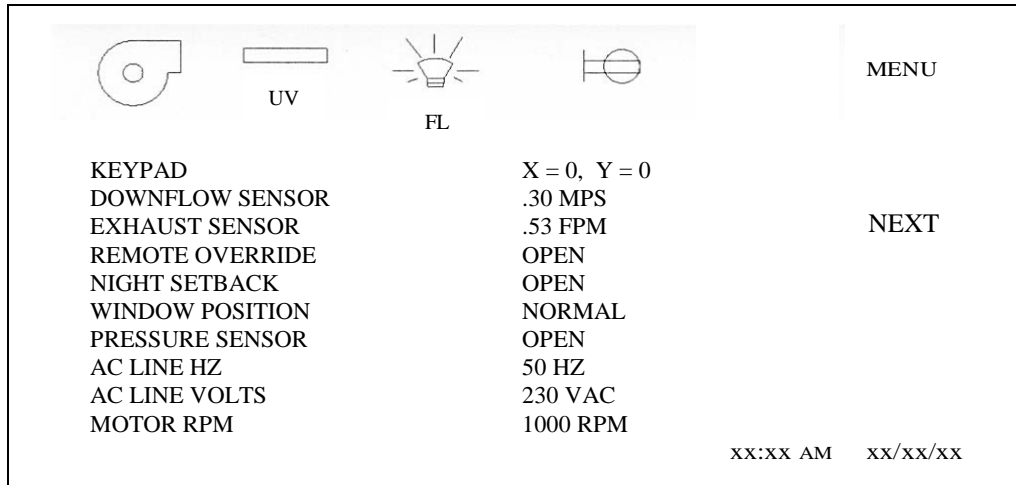 MENU
UV
FL
KEYPAD X = 0, Y = 0
DOWNFLOW SENSOR .30 MPS
EXHAUST SENSOR .53 FPM
NEXT
REMOTE OVERRIDE OPEN
NIGHT SETBACK OPEN
WINDOW POSITION NORMAL
PRESSURE SENSOR OPEN
AC LINE HZ 50 HZ
AC LINE VOLTS 230 VAC
MOTOR RPM 1000 RPM
xx:xx AM xx/xx/xx